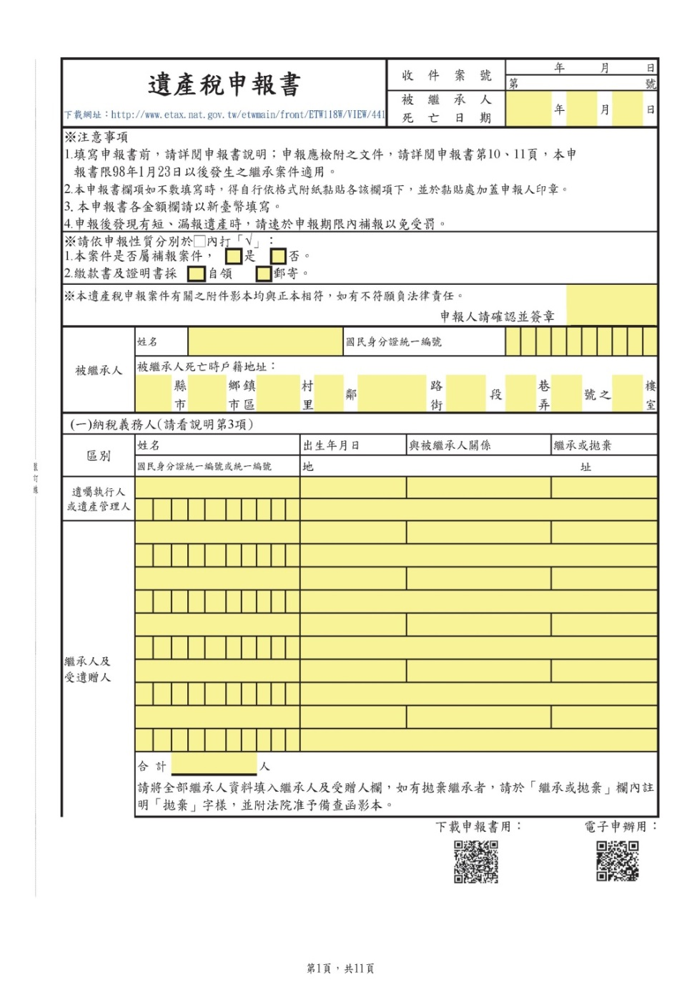 遺產稅申報書
下載網址：http://www.etax.nat.gov.tw/etwmain/front/ETW118W/VIEW/441
收件案號
年 月 日
第 號
被繼承人
死亡日期
年 月 日
※注意事項
1.填寫申報書前，請詳閱申報書說明；申報應檢附之文件，請詳閱申報書第10、11頁，本申
報書限98年1月23日以後發生之繼承案件適用。
2.本申報書欄項如不敷填寫時，得自行依格式附紙黏貼各該欄項下，並於黏貼處加蓋申報人印章。
3. 本申報書各金額欄請以新臺幣填寫。
4.申報後發現有短、漏報遺產時，請速於申報期限內補報以免受罰。
※請依申報性質分別於□內打「√」：
1.本案件是否屬補報案件， □是 □否。
2.繳款書及證明書採 □自領 □郵寄。
※本遺產稅申報案件有關之附件影本均與正本相符，如有不符願負法律責任。
申報人請確認並簽章
被繼承人
姓名
國民身分證統一編號
被繼承人死亡時戶籍地址：
縣 鄉鎮 村 鄰 路 段 巷 號之 樓
市 市區 里 街 弄 室
(一)納稅義務人(請看說明第3項)
區別
姓名 出生年月日 與被繼承人關係 繼承或拋棄
國民身分證統一編號或統一編號 地 址
遺囑執行人
或遺產管理人
繼承人及
受遺贈人
合計 人
請將全部繼承人資料填入繼承人及受贈人欄，如有拋棄繼承者，請於「繼承或拋棄」欄內註
明「拋棄」字樣，並附法院准予備查函影本。
裝訂線
下載申報書用： 電子申辦用：
第1頁，共11頁